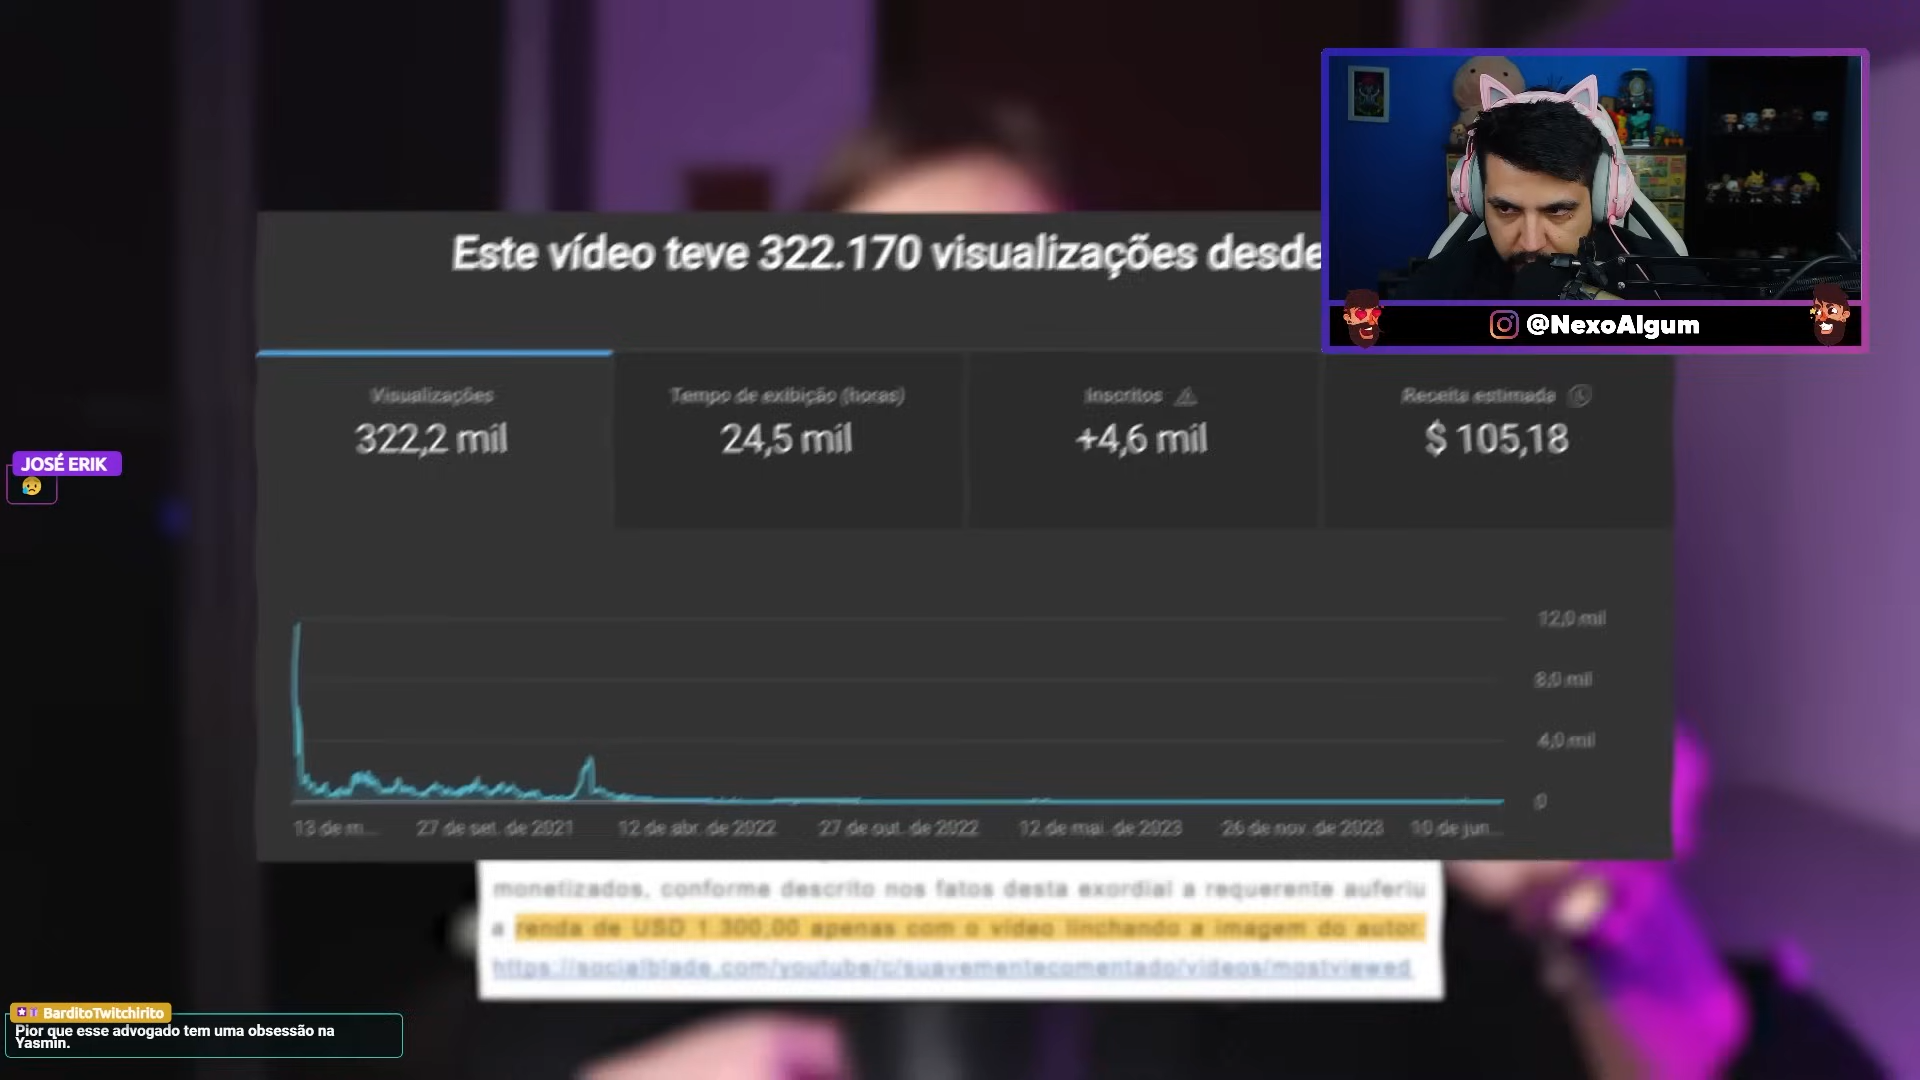 Este vídeo teve 322.170 visualizações desde
@NexoAlgum
Visualizações
322,2 mil
Tempo de exibição (horas)
24,5 mil
Inscritos
+4,6 mil
Receita estimada
$ 105,18
JOSÉ ERIK
12,0 mil
8,0 mil
4,0 mil
0
13 de m...
27 de set. de 2021
12 de abr. de 2022
27 de out. de 2022
12 de mai. de 2023
26 de nov. de 2023
10 de jun...
monetizados, conforme descrito nos fatos desta exordial a requerente auferiu
a renda de USD 1.300,00 apenas com o vídeo linchando a imagem do autor.
https://socialblade.com/youtube/c/suavementecomentado/videos/mostviewed
BarditoTwitchirito
Pior que esse advogado tem uma obsessão na
Yasmin.